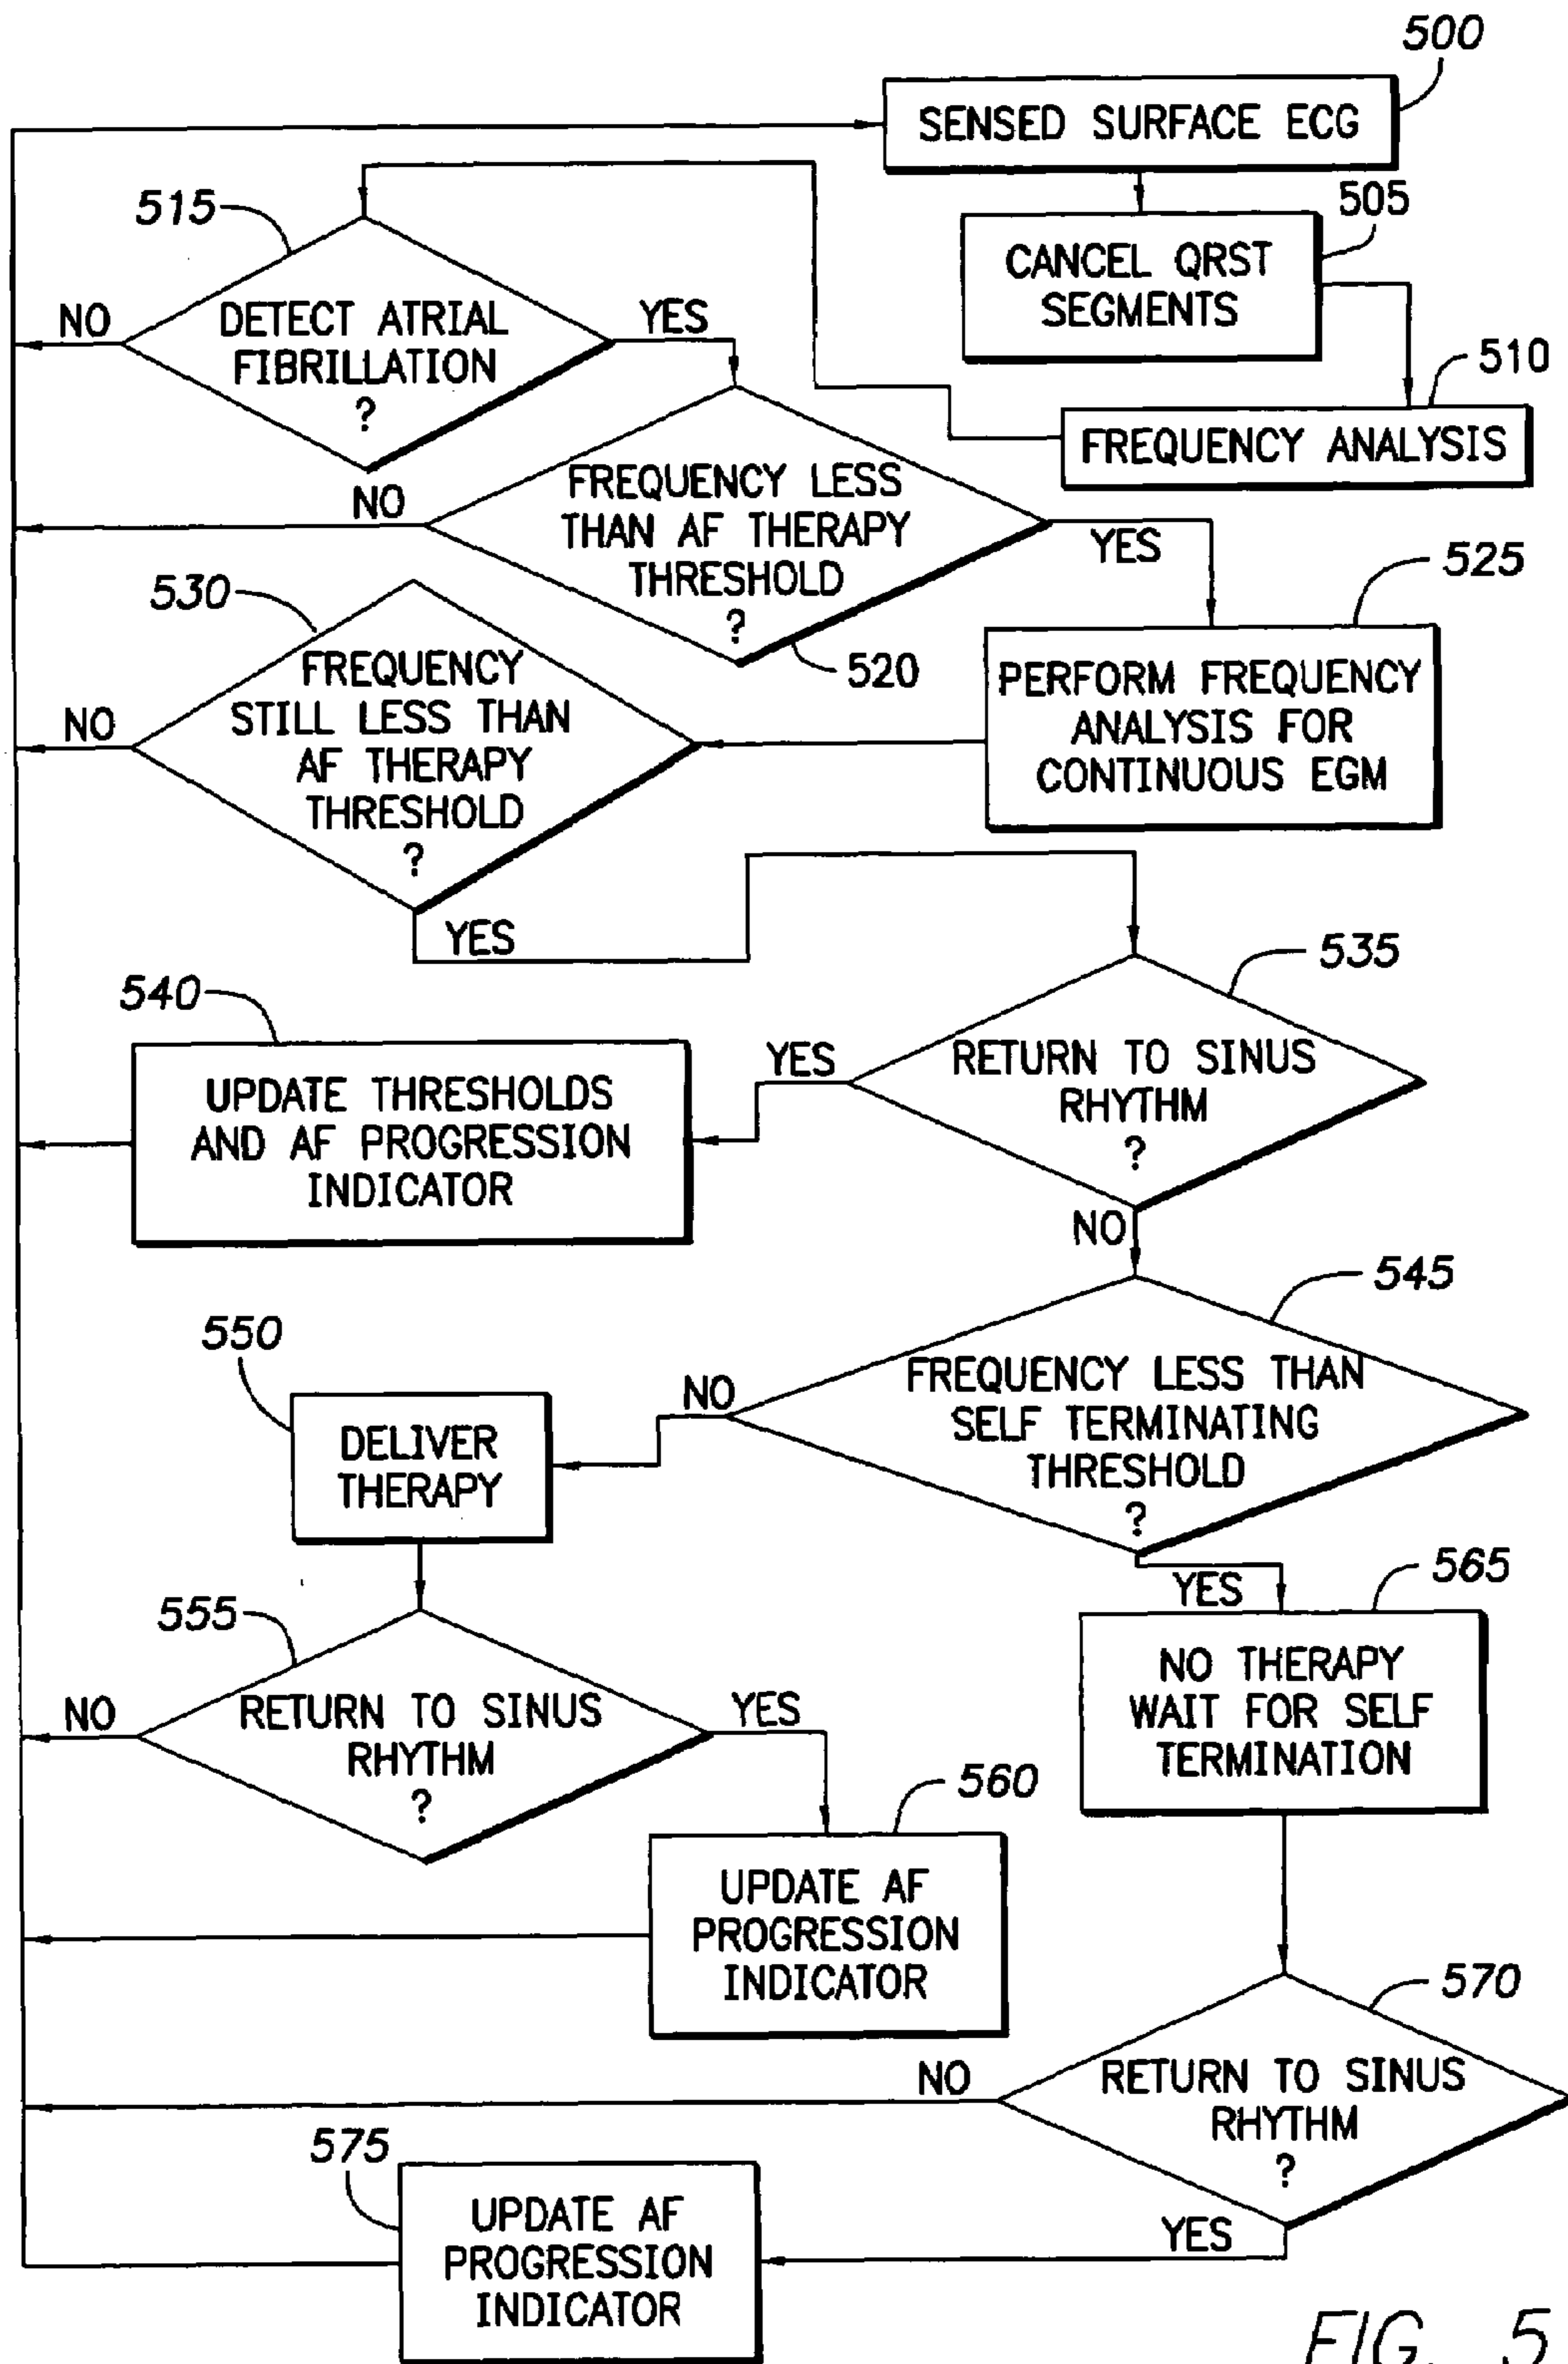 500
SENSED SURFACE ECG
505
CANCEL QRST
SEGMENTS
510
FREQUENCY ANALYSIS
515
DETECT ATRIAL
FIBRILLATION
?
NO
YES
FREQUENCY LESS
THAN AF THERAPY
THRESHOLD
?
520
NO
YES
525
PERFORM FREQUENCY
ANALYSIS FOR
CONTINUOUS EGM
530
FREQUENCY
STILL LESS THAN
AF THERAPY
THRESHOLD
?
NO
YES
535
RETURN TO SINUS
RHYTHM
?
YES
NO
540
UPDATE THRESHOLDS
AND AF PROGRESSION
INDICATOR
545
FREQUENCY LESS THAN
SELF TERMINATING
THRESHOLD
?
NO
YES
550
DELIVER
THERAPY
555
RETURN TO SINUS
RHYTHM
?
NO
YES
560
UPDATE AF
PROGRESSION
INDICATOR
565
NO THERAPY
WAIT FOR SELF
TERMINATION
570
RETURN TO SINUS
RHYTHM
?
NO
YES
575
UPDATE AF
PROGRESSION
INDICATOR
FIG. 5